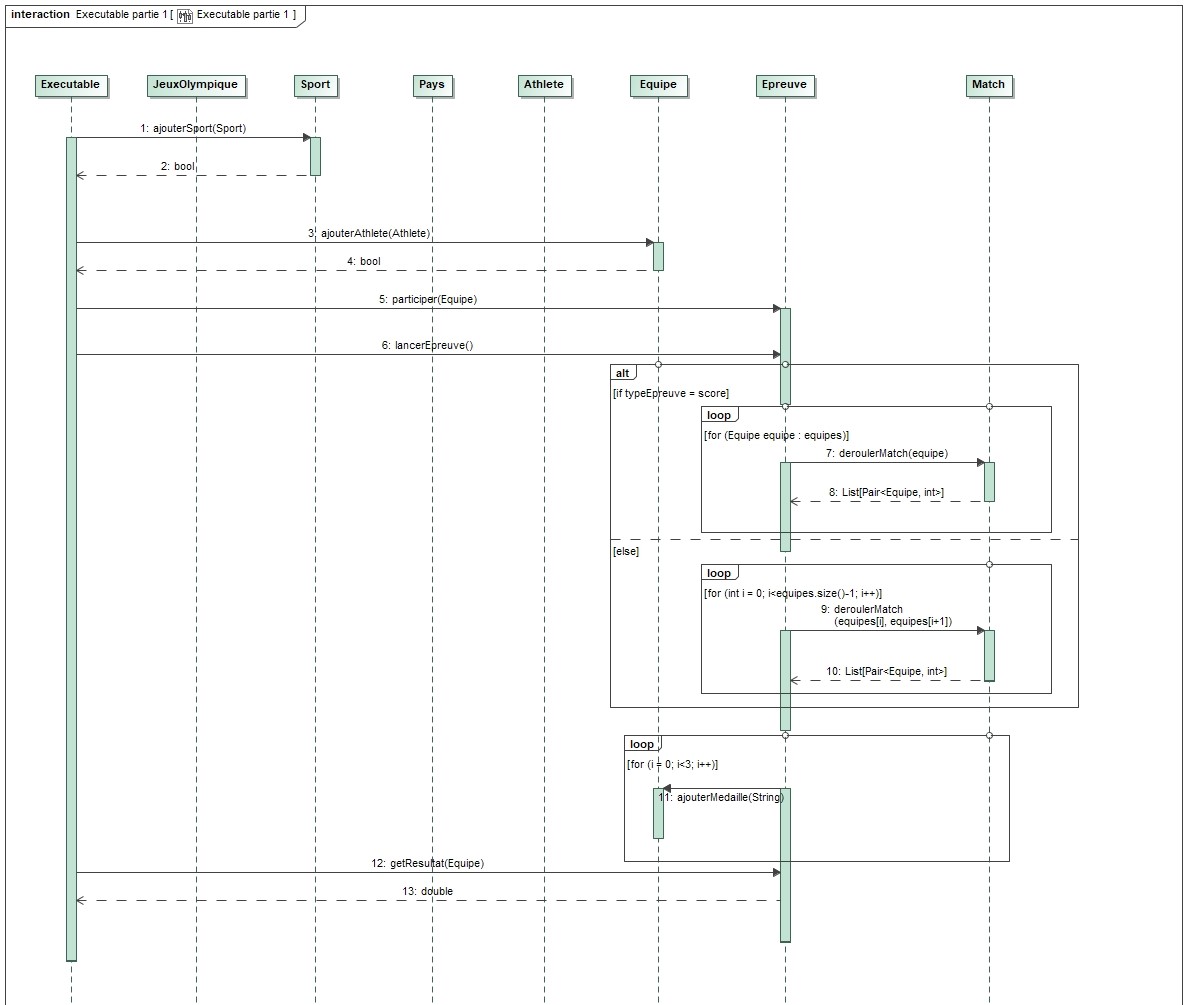 interaction Executable partie 1 [ Executable partie 1 ]
Executable JeuxOlympique Sport Pays Athlete Equipe Epreuve Match
1: ajouterSport(Sport)
2: bool
3: ajouterAthlete(Athlete)
4: bool
5: participer(Equipe)
6: lancerEpreuve()
alt
[if typeEpreuve = score]
loop
[for (Equipe equipe : equipes)]
7: deroulerMatch(equipe)
8: List[Pair<Equipe, int>]
[else]
loop
[for (int i = 0; i<equipes.size()-1; i++)]
9: deroulerMatch
(equipes[i], equipes[i+1])
10: List[Pair<Equipe, int>]
loop
[for (i = 0; i<3; i++)]
11: ajouterMedaille(String)
12: getResultat(Equipe)
13: double